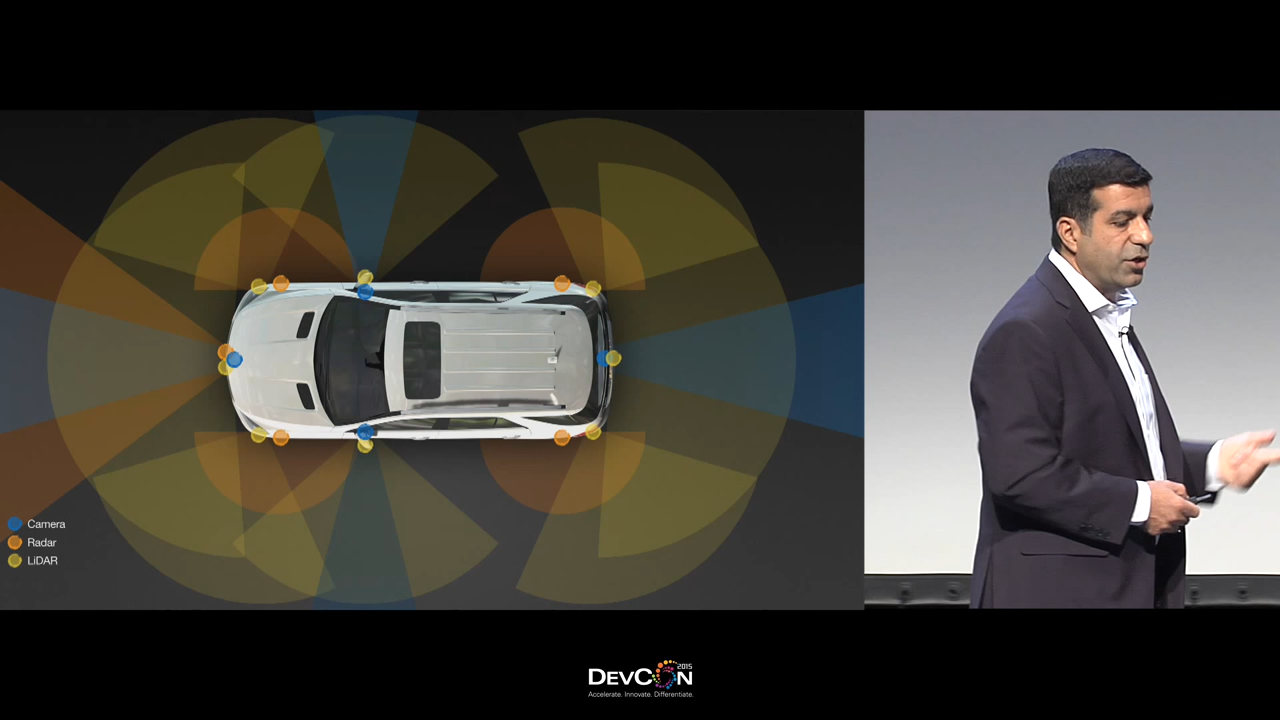 Camera
Radar
LiDAR
2015
DEVCON
Accelerate. Innovate. Differentiate.